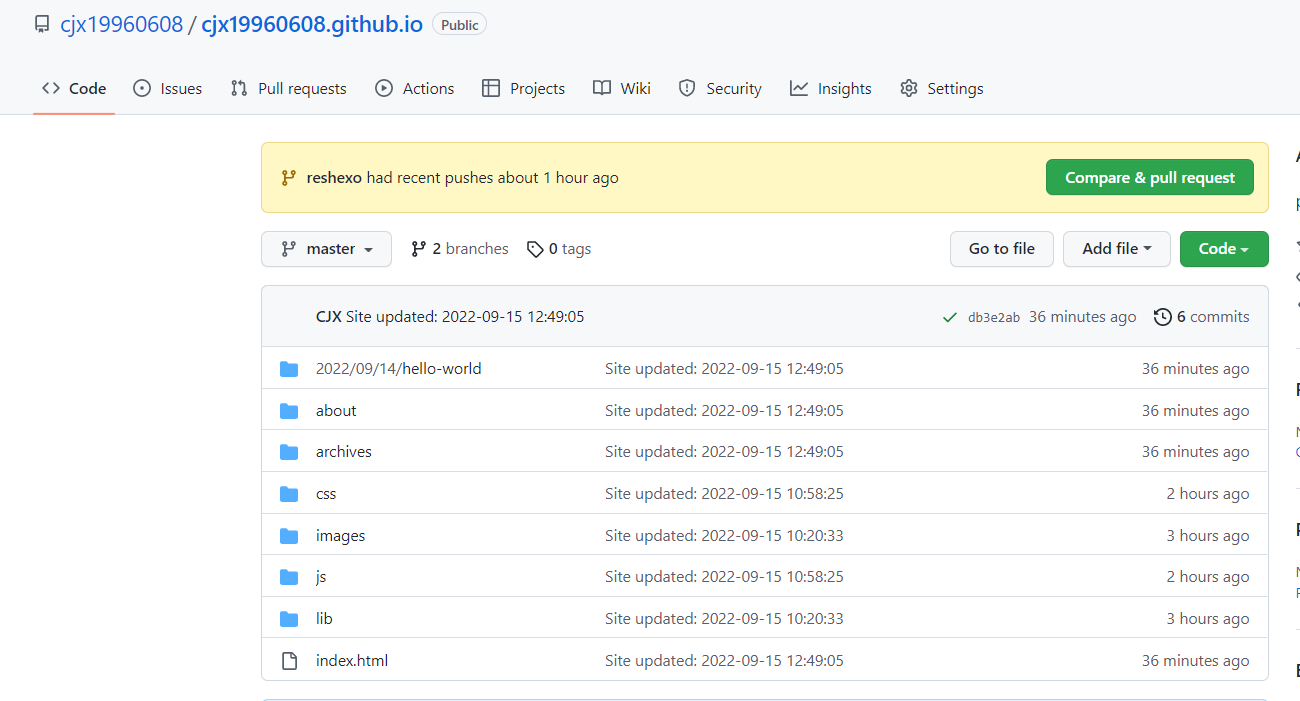 cjx19960608 / cjx19960608.github.io Public
Code Issues Pull requests Actions Projects Wiki Security Insights Settings
reshexo had recent pushes about 1 hour ago Compare & pull request
master 2 branches 0 tags Go to file Add file Code
CJX Site updated: 2022-09-15 12:49:05 db3e2ab 36 minutes ago 6 commits
2022/09/14/hello-world Site updated: 2022-09-15 12:49:05 36 minutes ago
about Site updated: 2022-09-15 12:49:05 36 minutes ago
archives Site updated: 2022-09-15 12:49:05 36 minutes ago
css Site updated: 2022-09-15 10:58:25 2 hours ago
images Site updated: 2022-09-15 10:20:33 3 hours ago
js Site updated: 2022-09-15 10:58:25 2 hours ago
lib Site updated: 2022-09-15 10:20:33 3 hours ago
index.html Site updated: 2022-09-15 12:49:05 36 minutes ago